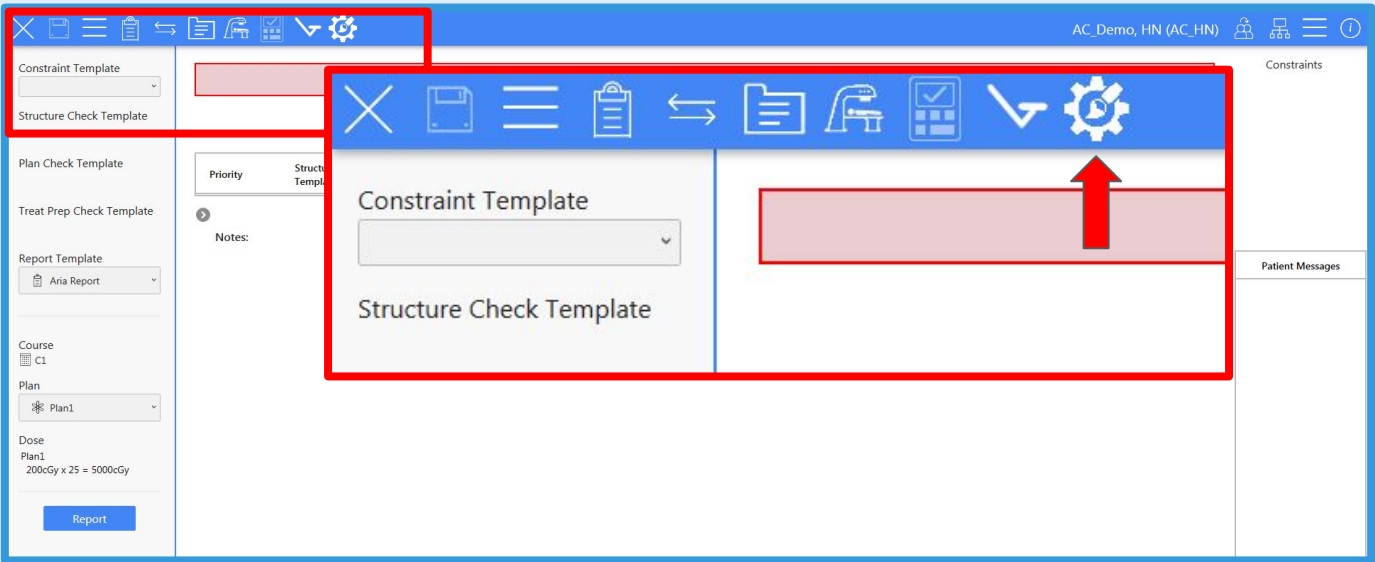 AC_Demo, HN (AC_HN)
Constraint Template
Structure Check Template
Plan Check Template
Treat Prep Check Template
Report Template
Aria Report
Course
C1
Plan
Plan1
Dose
Plan1
200cGy x 25 = 5000cGy
Report
Priority
Notes:
Constraint Template
Structure Check Template
Constraints
Patient Messages